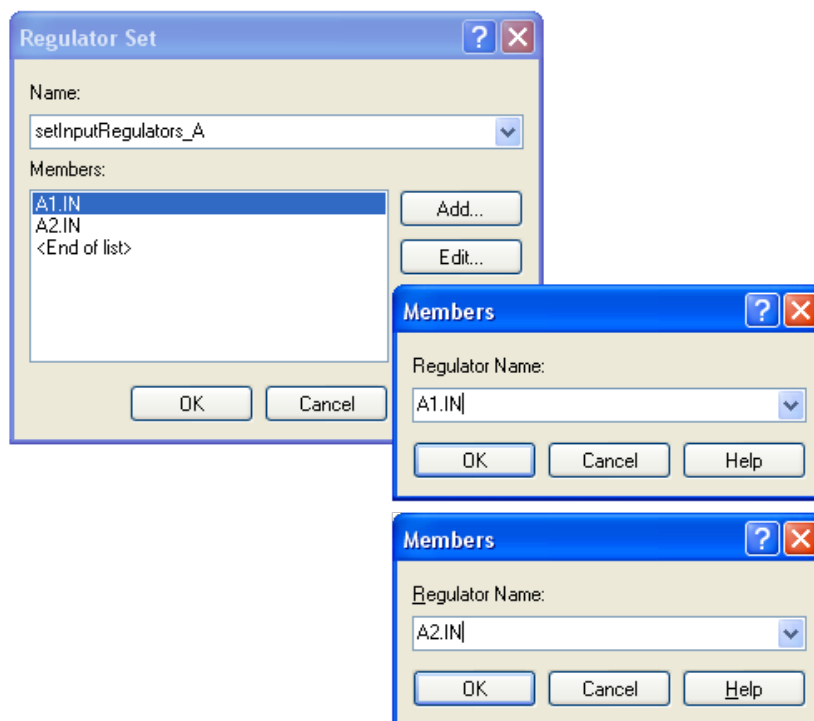 Regulator Set
Name:
setInputRegulators_A
Members:
A1.IN
A2.IN
<End of list>
Add...
Edit...
OK Cancel
Members
Regulator Name:
A1.IN
OK Cancel Help
Members
Regulator Name:
A2.IN
OK Cancel Help